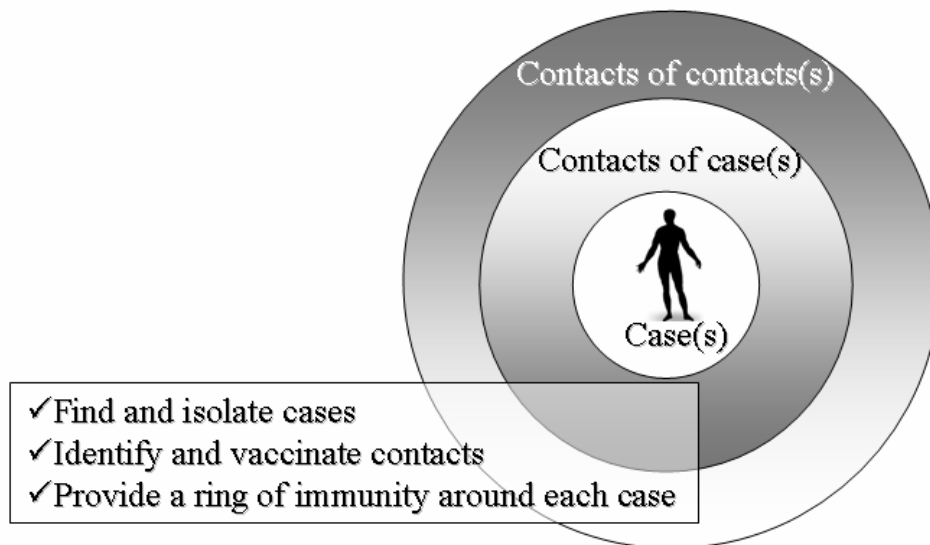 Contacts of contacts(s)
Contacts of case(s)
Case(s)
✓Find and isolate cases
✓Identify and vaccinate contacts
✓Provide a ring of immunity around each case